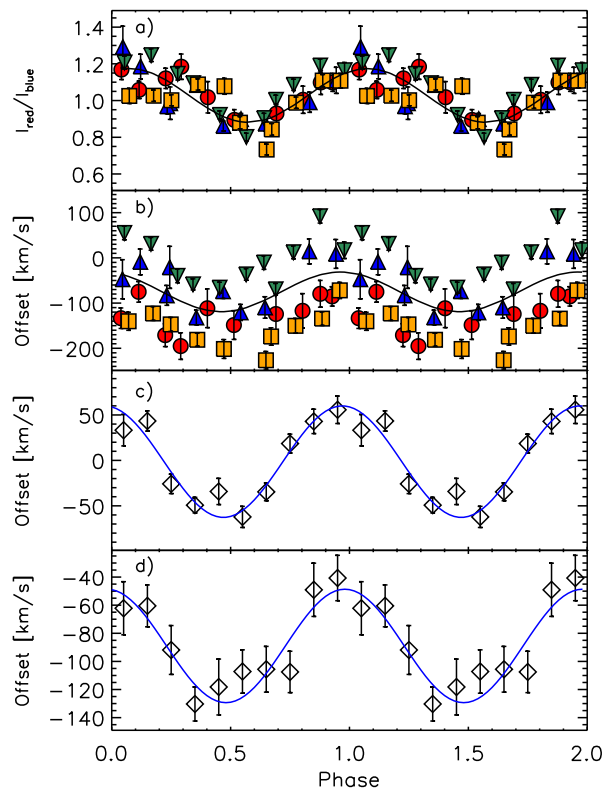 a)
1.4
1.2
1.0
0.8
0.6
I_red/I_blue
b)
100
0
-100
-200
Offset [km/s]
c)
50
0
-50
Offset [km/s]
d)
-40
-60
-80
-100
-120
-140
Offset [km/s]
0.0 0.5 1.0 1.5 2.0
Phase